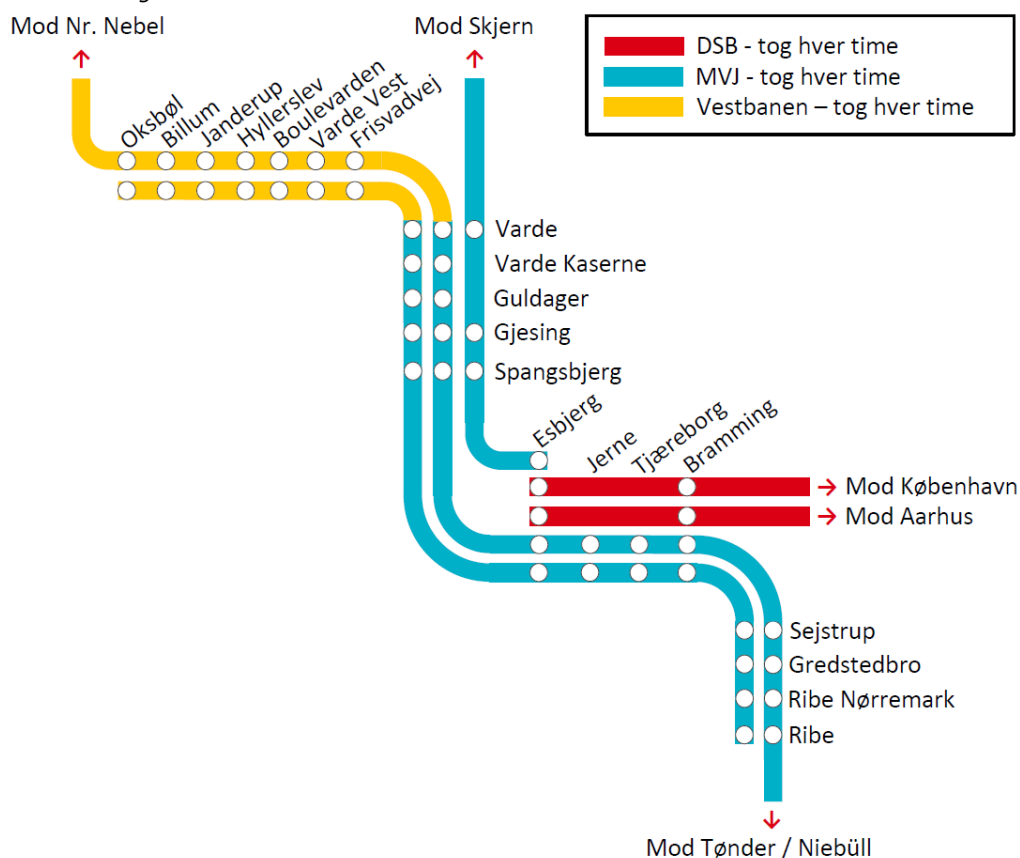 Mod Nr. Nebel
Mod Skjern
DSB - tog hver time
MVJ - tog hver time
Vestbanen – tog hver time
Oksbøl
Billum
Janderup
Hyllerslev
Boulevarden
Varde Vest
Frisvadvej
Varde
Varde Kaserne
Guldager
Gjesing
Spangsbjerg
Esbjerg
Jerne
Tjæreborg
Bramming
→ Mod København
→ Mod Aarhus
Sejstrup
Gredstedbro
Ribe Nørremark
Ribe
Mod Tønder / Niebüll